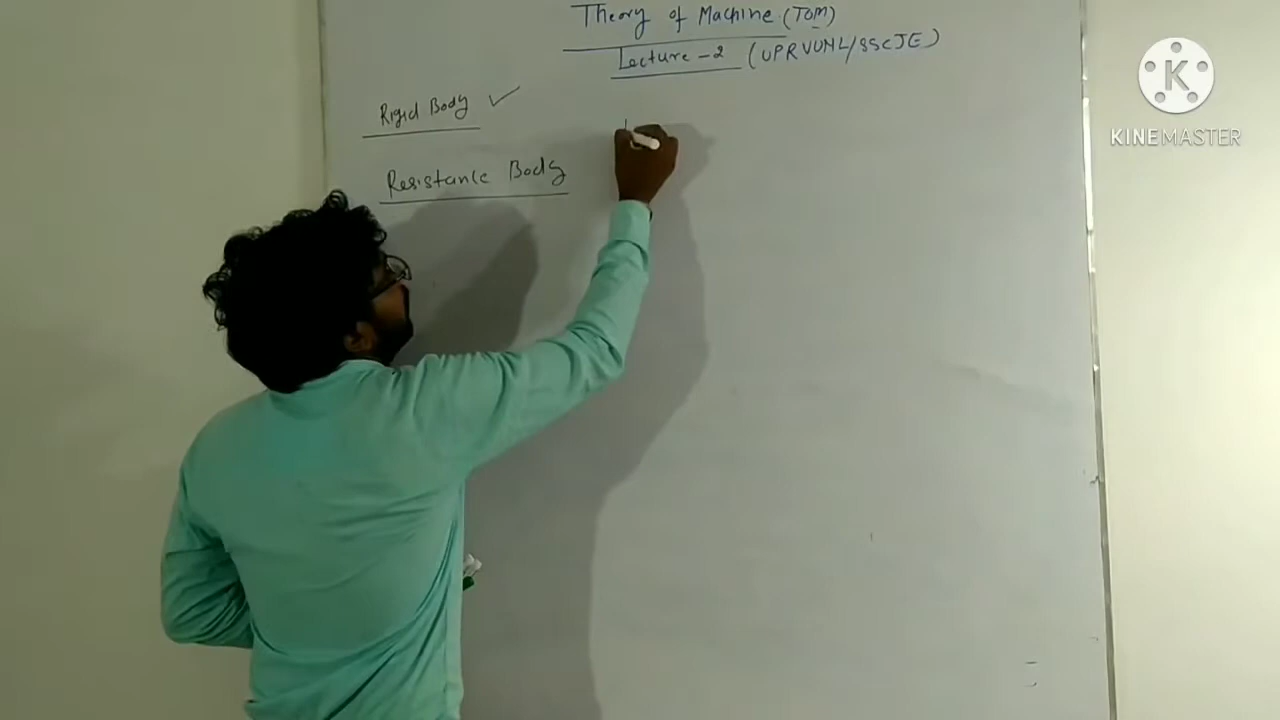 Theory of Machine (TOM)
Lecture-2 (UPRVUNL/SSCJE)
Rigid Body ✓
Resistance Body
K
KINEMASTER